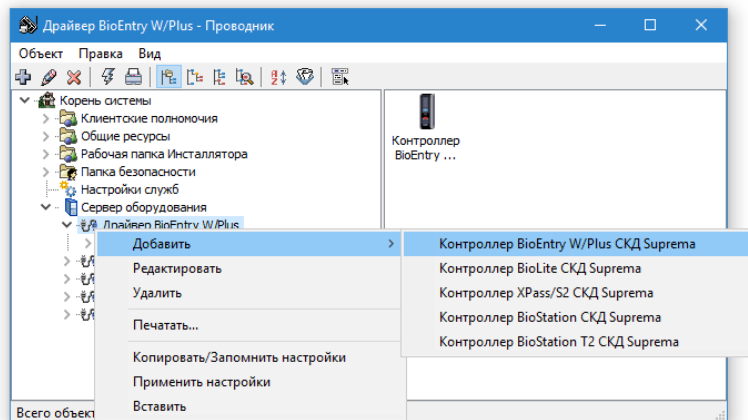 Драйвер BioEntry W/Plus - Проводник
Объект Правка Вид
Корень системы
Клиентские полномочия
Общие ресурсы
Рабочая папка Инсталлятора
Папка безопасности
Настройки служб
Сервер оборудования
Драйвер BioEntry W/Plus
Контроллер
BioEntry ...
Добавить
Редактировать
Удалить
Печатать...
Копировать/Запомнить настройки
Применить настройки
Вставить
Контроллер BioEntry W/Plus СКД Suprema
Контроллер BioLite СКД Suprema
Контроллер XPass/S2 СКД Suprema
Контроллер BioStation СКД Suprema
Контроллер BioStation T2 СКД Suprema
Всего объект